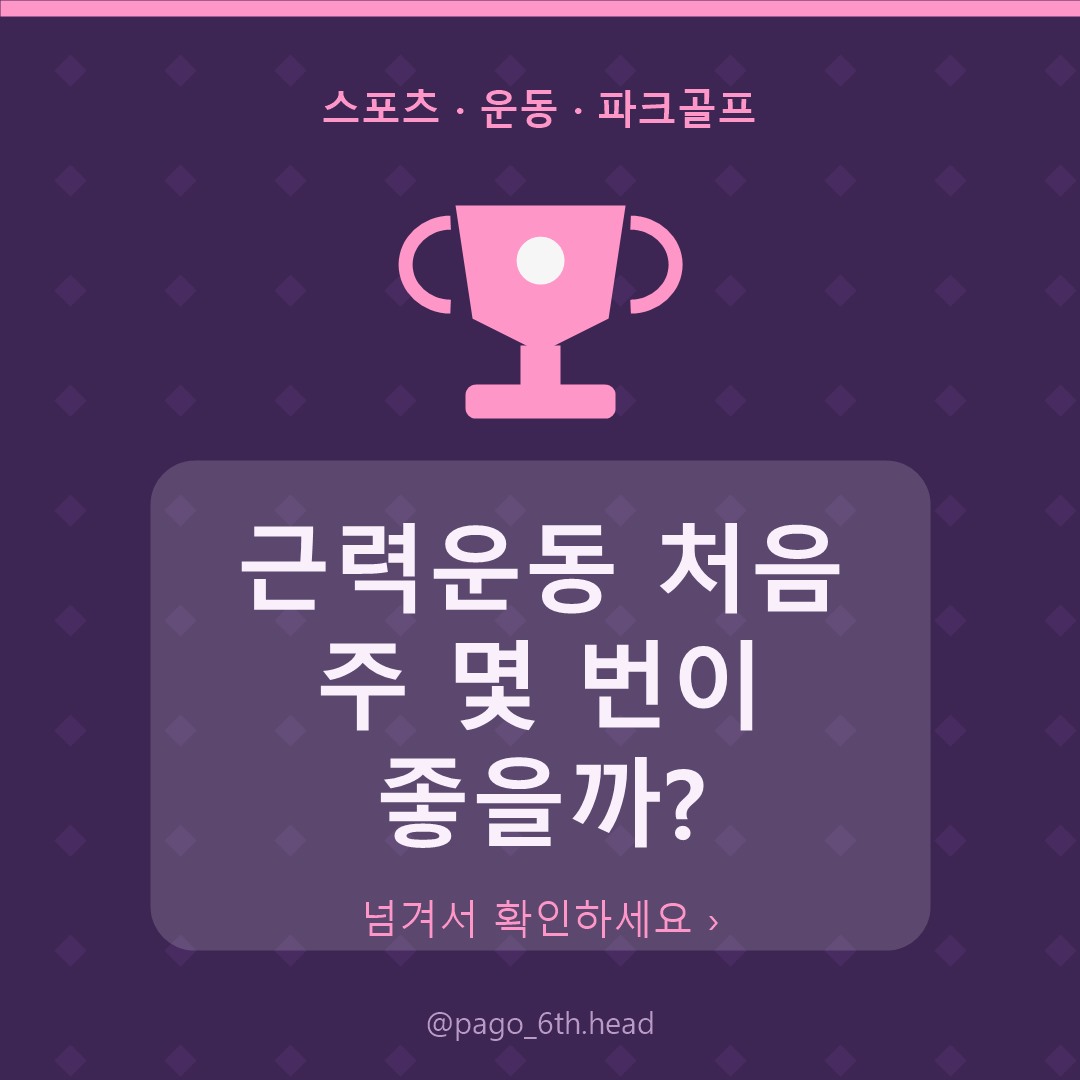 스포츠 · 운동 · 파크골프
근력운동 처음
주 몇 번이
좋을까?
넘겨서 확인하세요 ›
@pago_6th.head